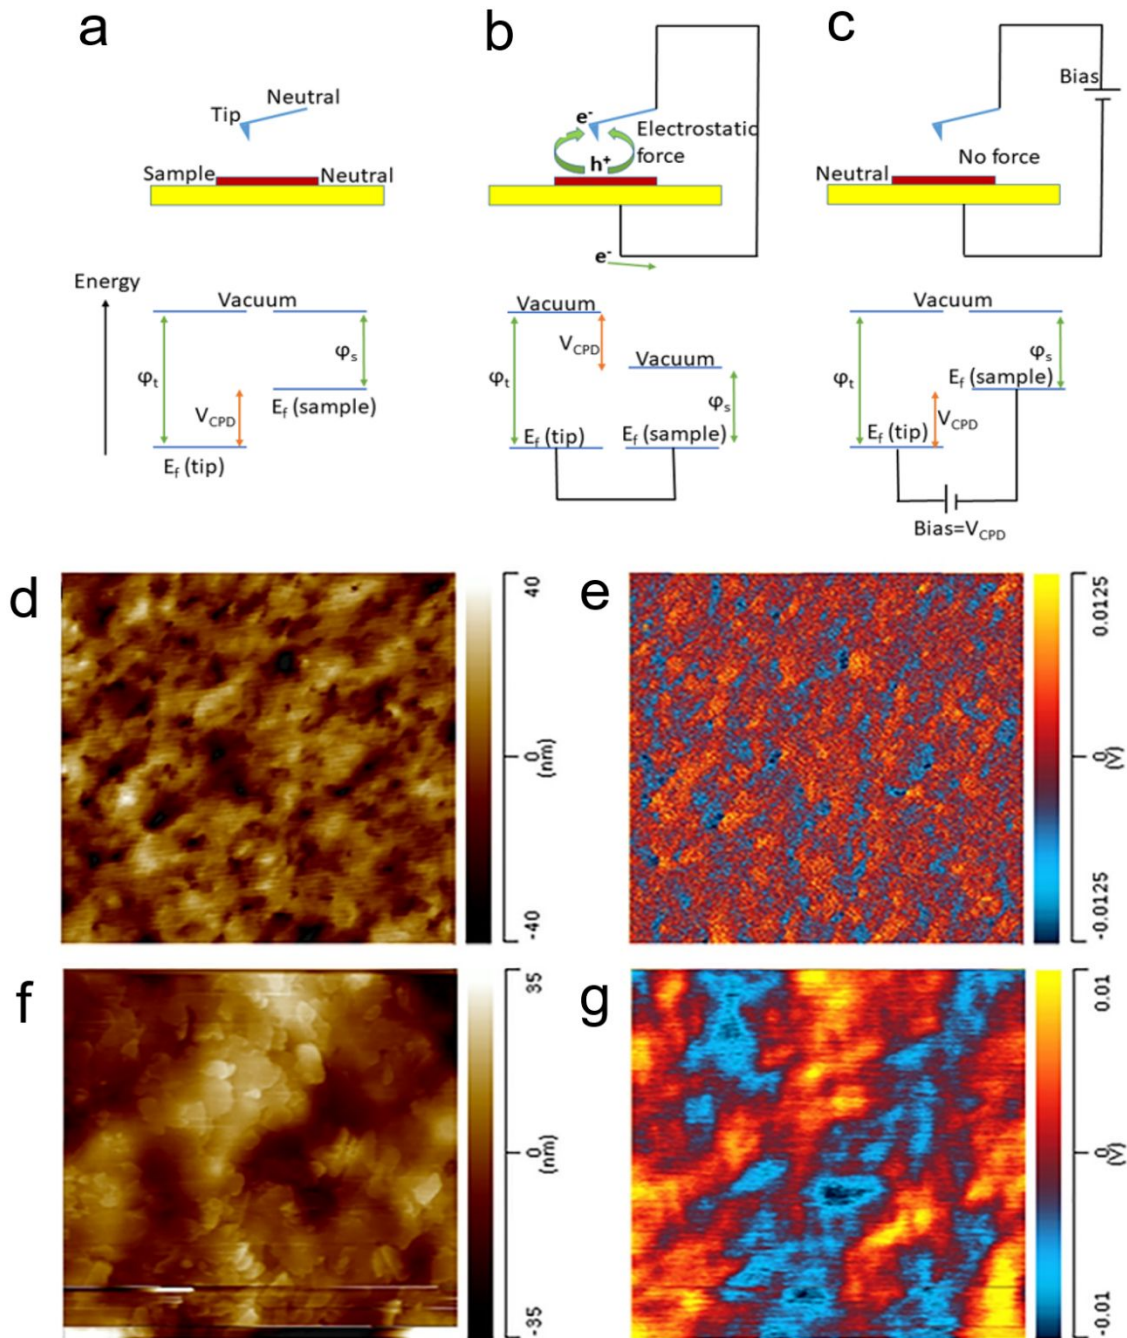 a
Neutral
Tip
Sample
Neutral
Energy
Vacuum
φt
φs
VCPD
Ef (sample)
Ef (tip)
b
e-
Electrostatic
force
h+
e-
Vacuum
VCPD
Vacuum
φt
φs
Ef (tip)
Ef (sample)
c
Bias
No force
Neutral
Vacuum
φs
φt
Ef (sample)
VCPD
Ef (tip)
Bias=VCPD
d
40
0
(nm)
-40
e
0.0125
0
(V)
-0.0125
f
35
0
(nm)
-35
g
0.01
0
(V)
-0.01